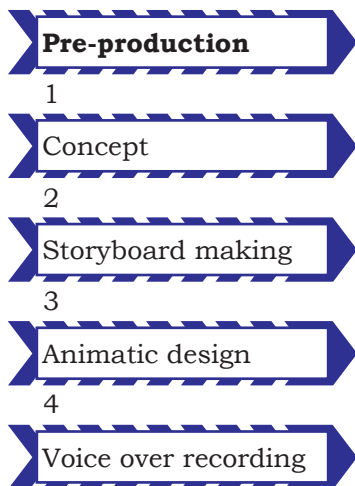 Pre-production
1
Concept
2
Storyboard making
3
Animatic design
4
Voice over recording